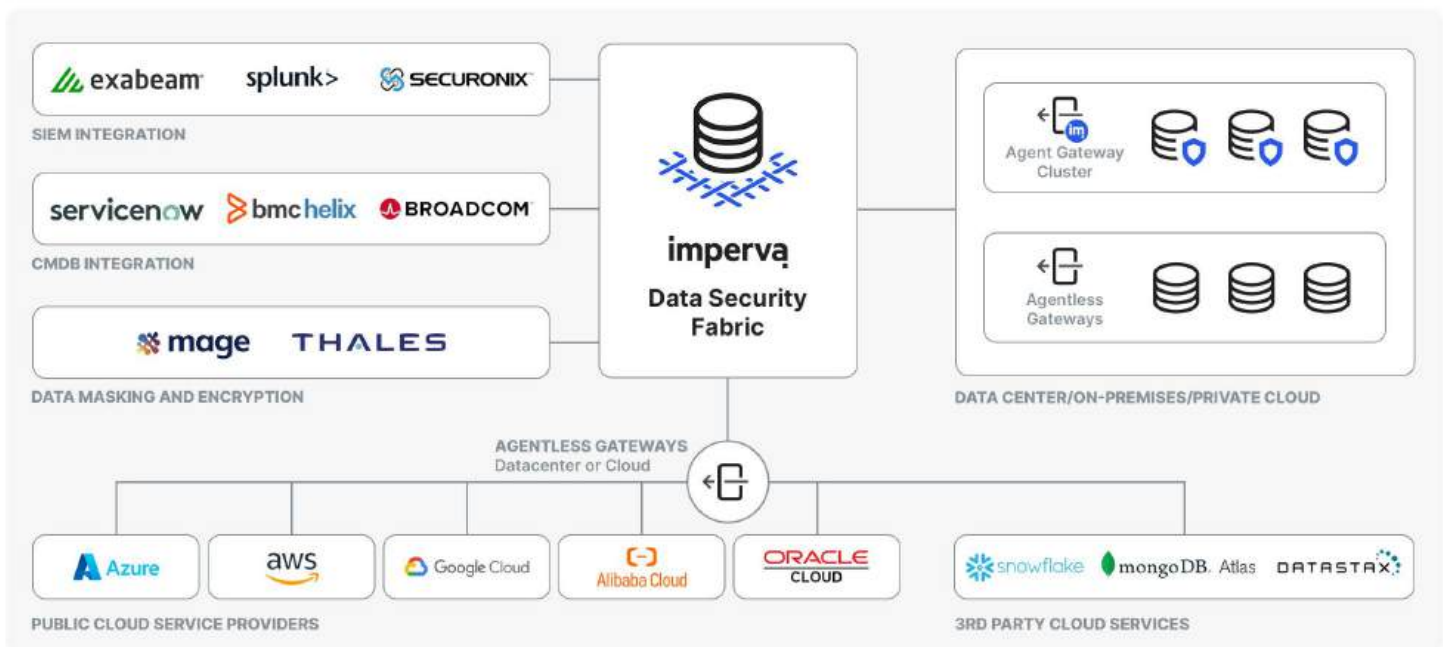 exabeam
splunk>
SECURONIX
SIEM INTEGRATION
servicenow
bmchelix
BROADCOM
CMDB INTEGRATION
mage
THALES
DATA MASKING AND ENCRYPTION
imperva
Data Security
Fabric
im
Agent Gateway
Cluster
Agentless
Gateways
DATA CENTER/ON-PREMISES/PRIVATE CLOUD
AGENTLESS GATEWAYS
Datacenter or Cloud
Azure
aws
Google Cloud
Alibaba Cloud
ORACLE
CLOUD
PUBLIC CLOUD SERVICE PROVIDERS
snowflake
mongoDB. Atlas
DATASTAX
3RD PARTY CLOUD SERVICES